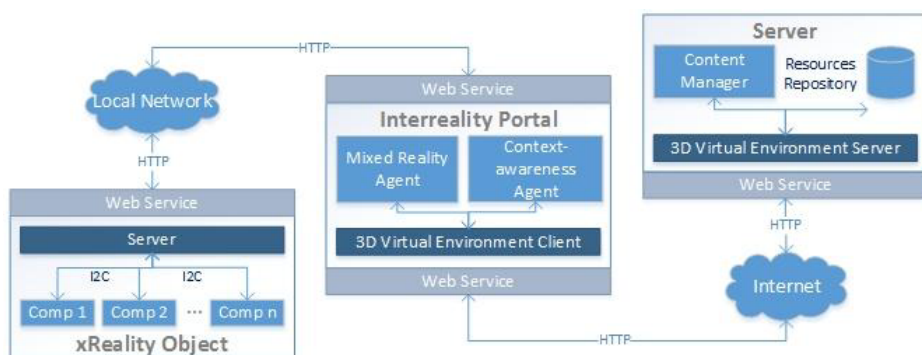 HTTP
Local Network
HTTP
Web Service
Server
I2C
I2C
Comp 1
Comp 2
...
Comp n
xReality Object
Web Service
Interreality Portal
Mixed Reality
Agent
Context-
awareness
Agent
3D Virtual Environment Client
Web Service
HTTP
Server
Content
Manager
Resources
Repository
3D Virtual Environment Server
Web Service
HTTP
Internet